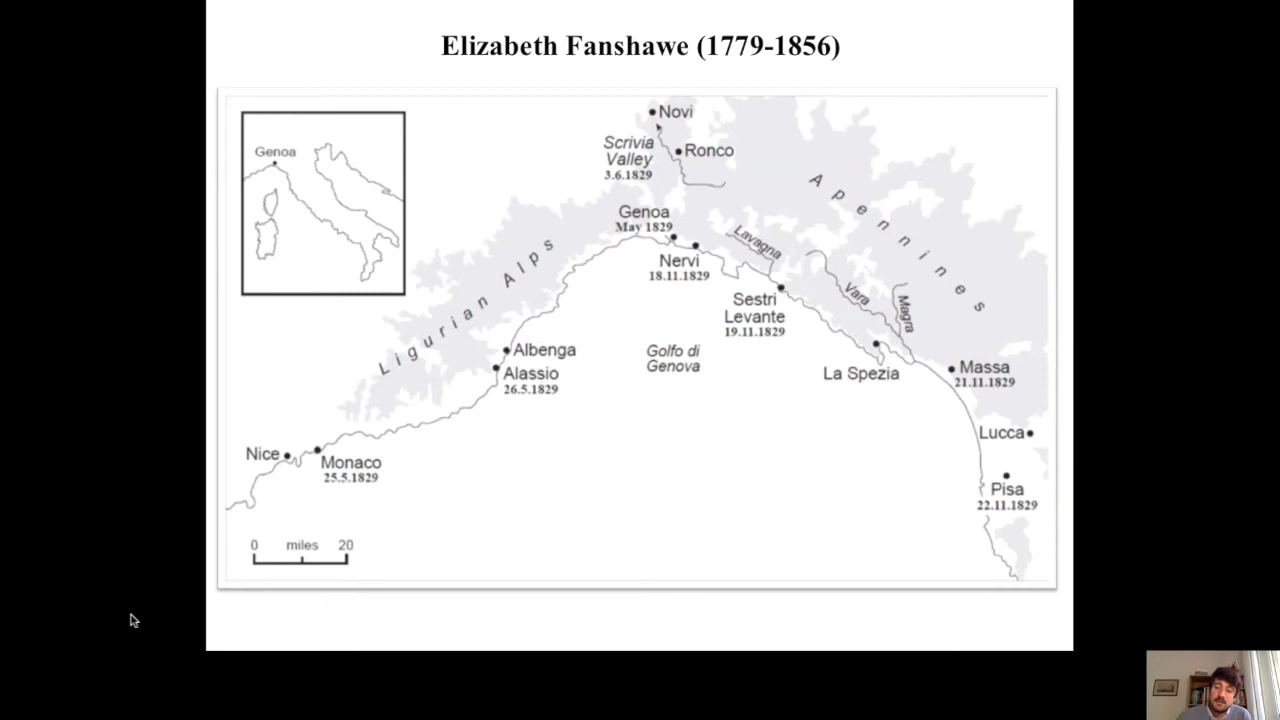 Elizabeth Fanshawe (1779-1856)
Genoa
Novi
Scrivia
Valley
3.6.1829
Ronco
Apennines
Genoa
May 1829
Nervi
18.11.1829
Lavagna
Ligurian Alps
Sestri
Levante
19.11.1829
Vara
Magra
Albenga
Alassio
26.5.1829
Golfo di
Genova
La Spezia
Massa
21.11.1829
Lucca
Nice
Monaco
25.5.1829
Pisa
22.11.1829
0 miles 20